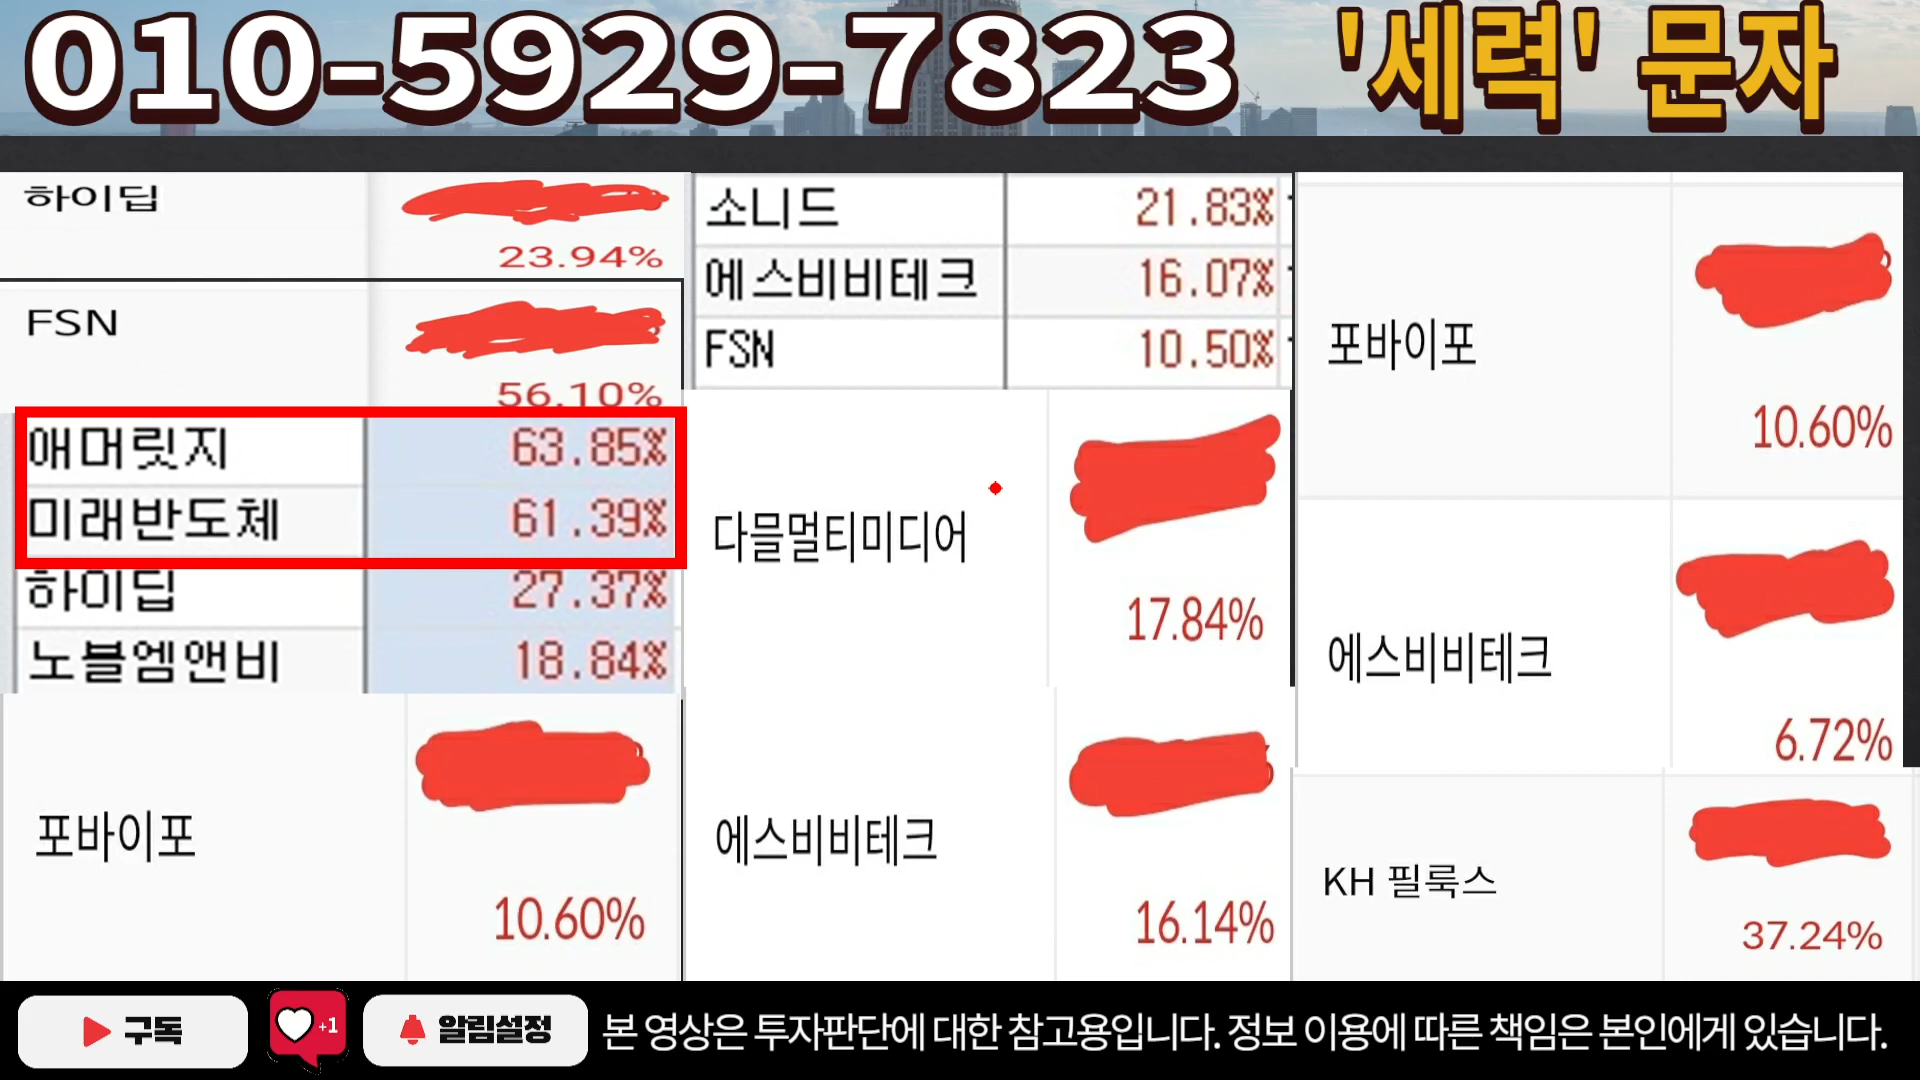 010-5929-7823 '세력' 문자
하이딥
23.94%
FSN
56.10%
애머릿지 63.85%
미래반도체 61.39%
하이딥 27.37%
노블엠앤비 18.84%
포바이포
10.60%
소니드 21.83%
에스비비테크 16.07%
FSN 10.50%
다믈멀티미디어
17.84%
에스비비테크
16.14%
포바이포
10.60%
에스비비테크
6.72%
KH 필룩스
37.24%
구독 +1 알림설정 본 영상은 투자판단에 대한 참고용입니다. 정보 이용에 따른 책임은 본인에게 있습니다.